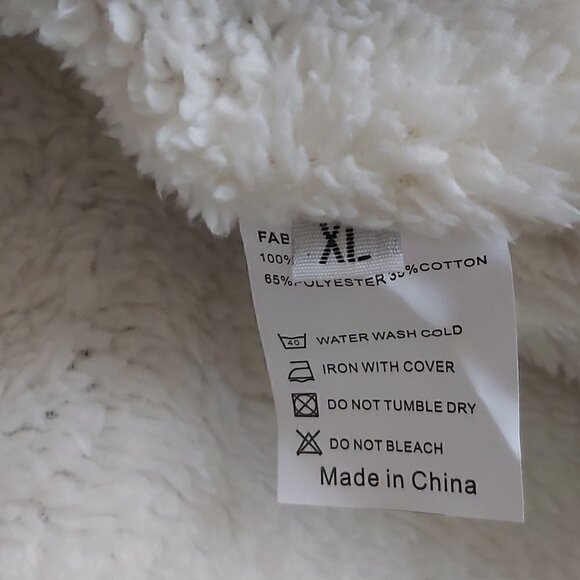 XL
FAB
100%
65% POLYESTER 35%COTTON
40 WATER WASH COLD
IRON WITH COVER
DO NOT TUMBLE DRY
DO NOT BLEACH
Made in China